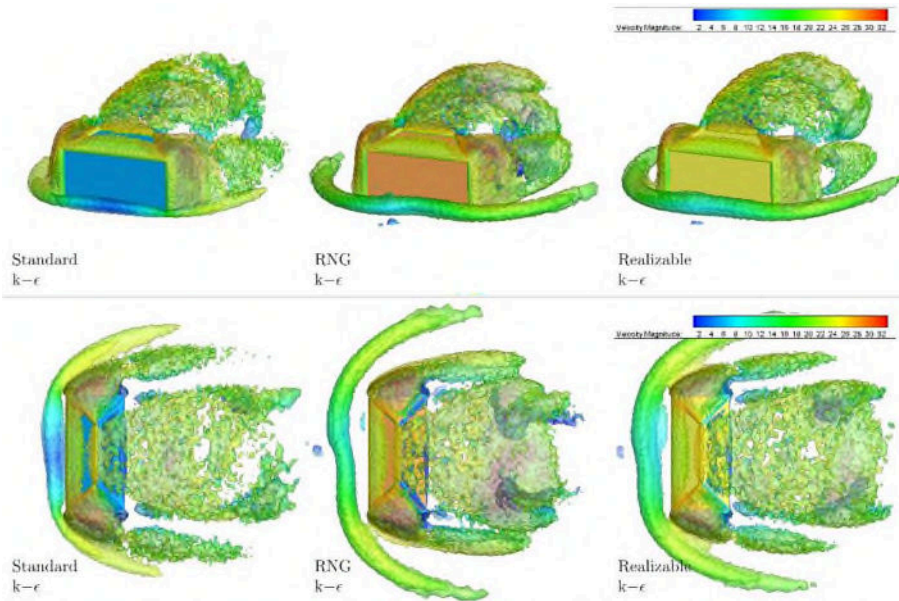 Velocity Magnitude: 2 4 6 8 10 12 14 16 18 20 22 24 26 28 30 32
Standard
k−ϵ
RNG
k−ϵ
Realizable
k−ϵ
Velocity Magnitude: 2 4 6 8 10 12 14 16 18 20 22 24 26 28 30 32
Standard
k−ϵ
RNG
k−ϵ
Realizable
k−ϵ